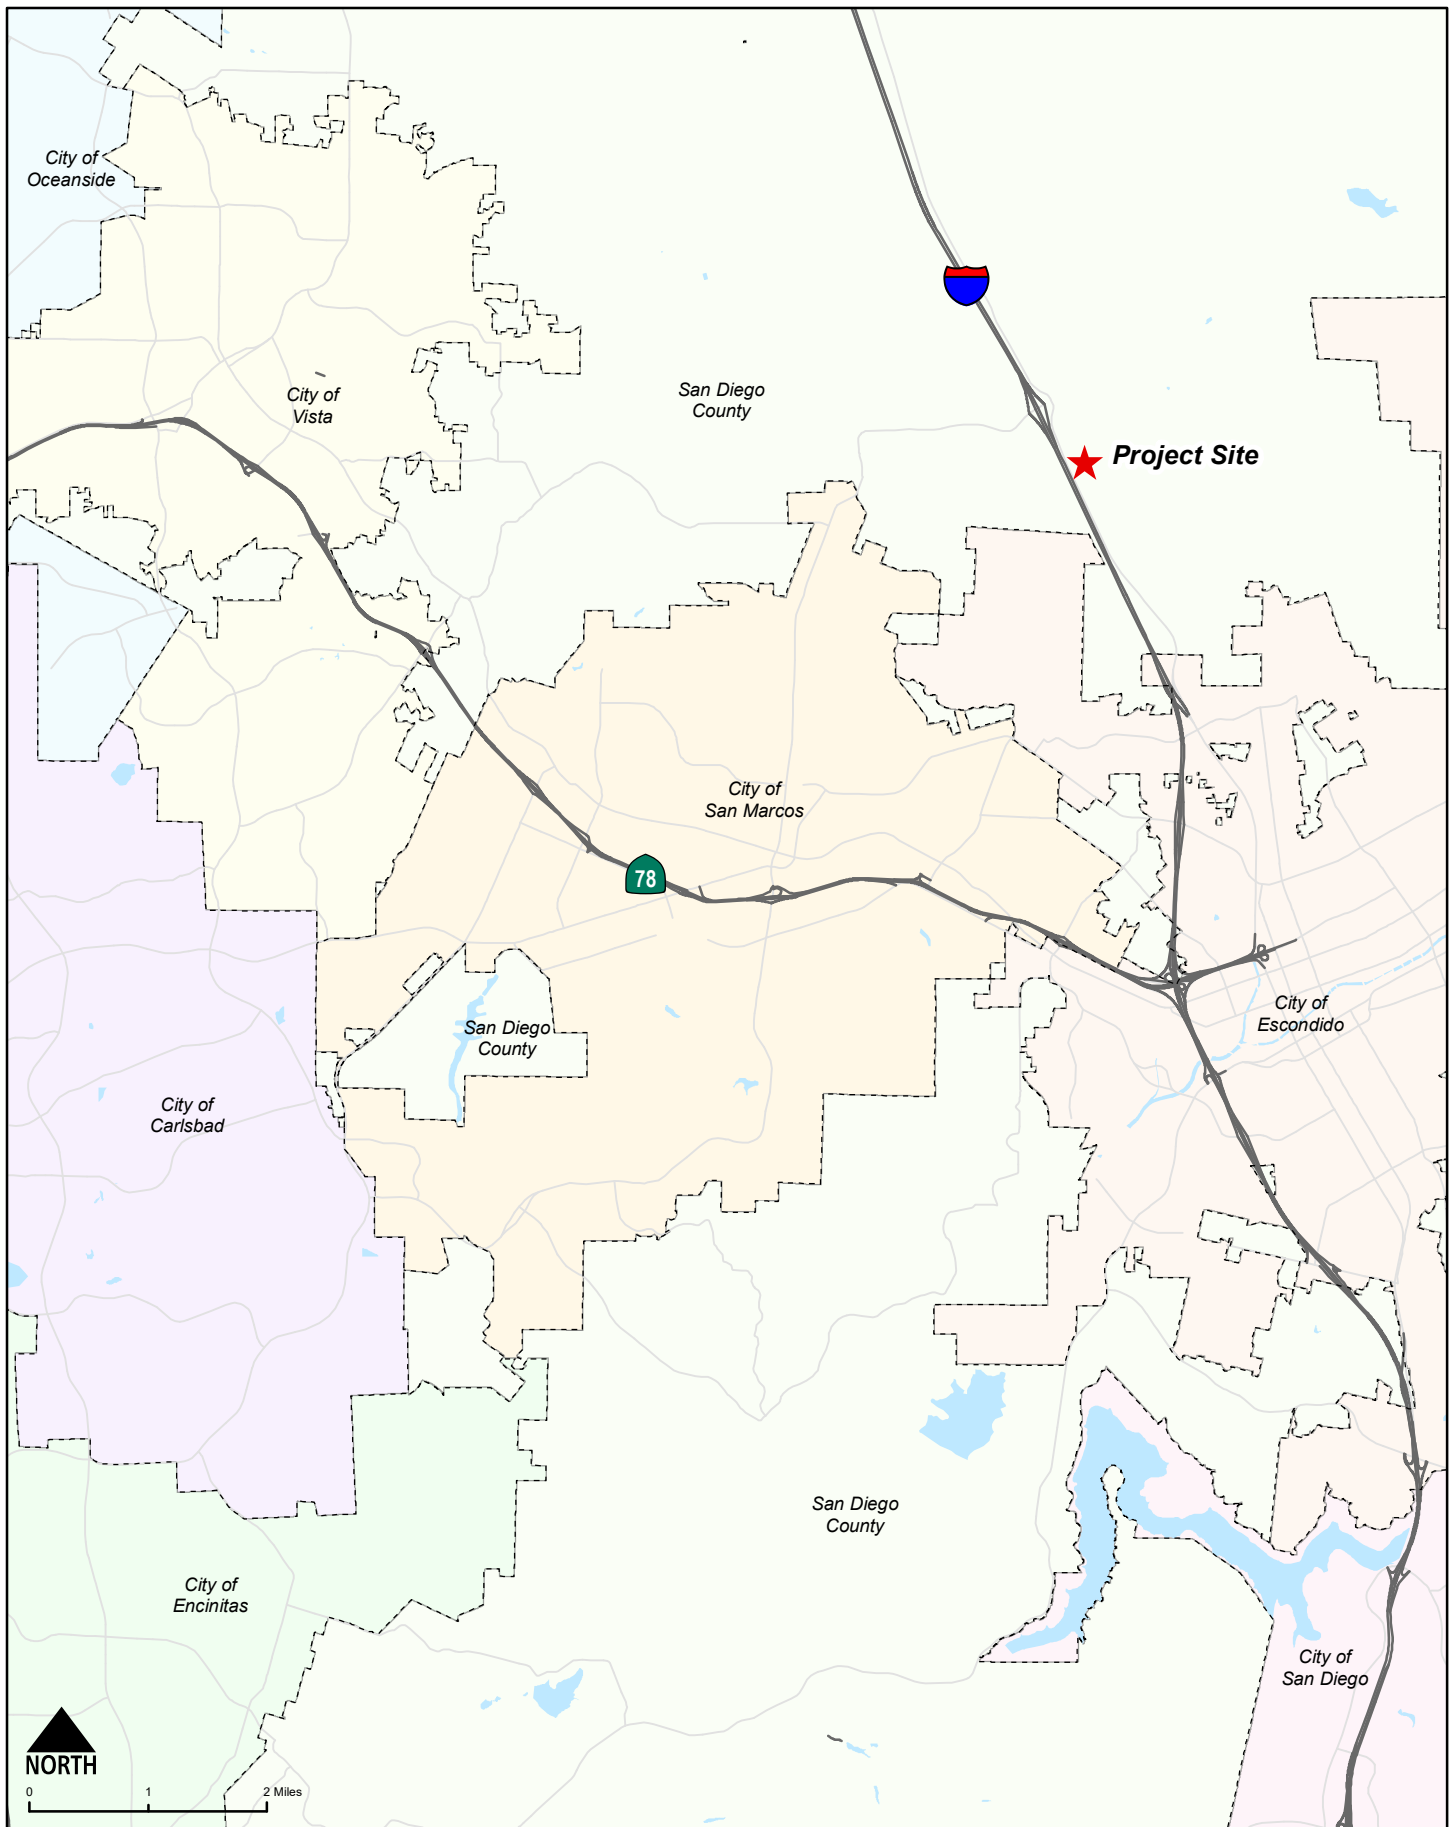 City of
Oceanside
City of
Vista
San Diego
County
Project Site
City of
San Marcos
78
San Diego
County
City of
Escondido
City of
Carlsbad
San Diego
County
City of
Encinitas
City of
San Diego
NORTH
0 1 2 Miles